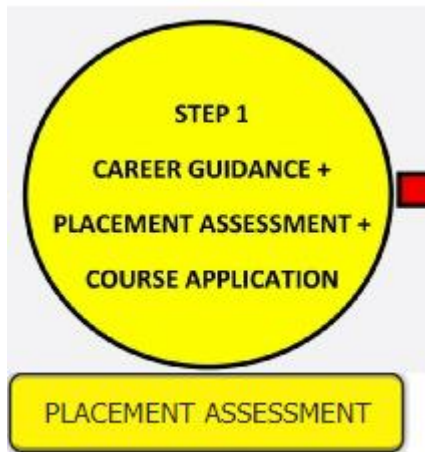 STEP 1
CAREER GUIDANCE +
PLACEMENT ASSESSMENT +
COURSE APPLICATION
PLACEMENT ASSESSMENT